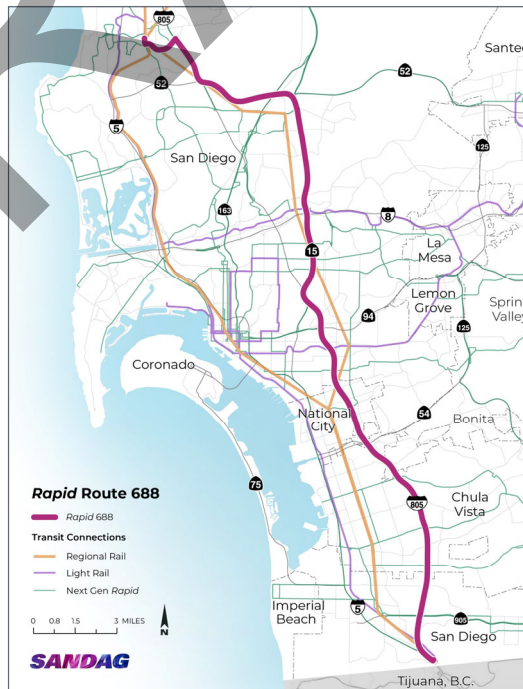 805
Santee
52
52
5
San Diego
125
163
8
La
Mesa
15
Lemon
Grove
Spring
Valley
94
125
Coronado
National
City
54
Bonita
75
Rapid Route 688
Rapid 688
Transit Connections
Regional Rail
Light Rail
Next Gen Rapid
0 0.8 1.5 3 MILES
N
805
Chula
Vista
Imperial
Beach
5
905
San Diego
SANDAG
Tijuana, B.C.